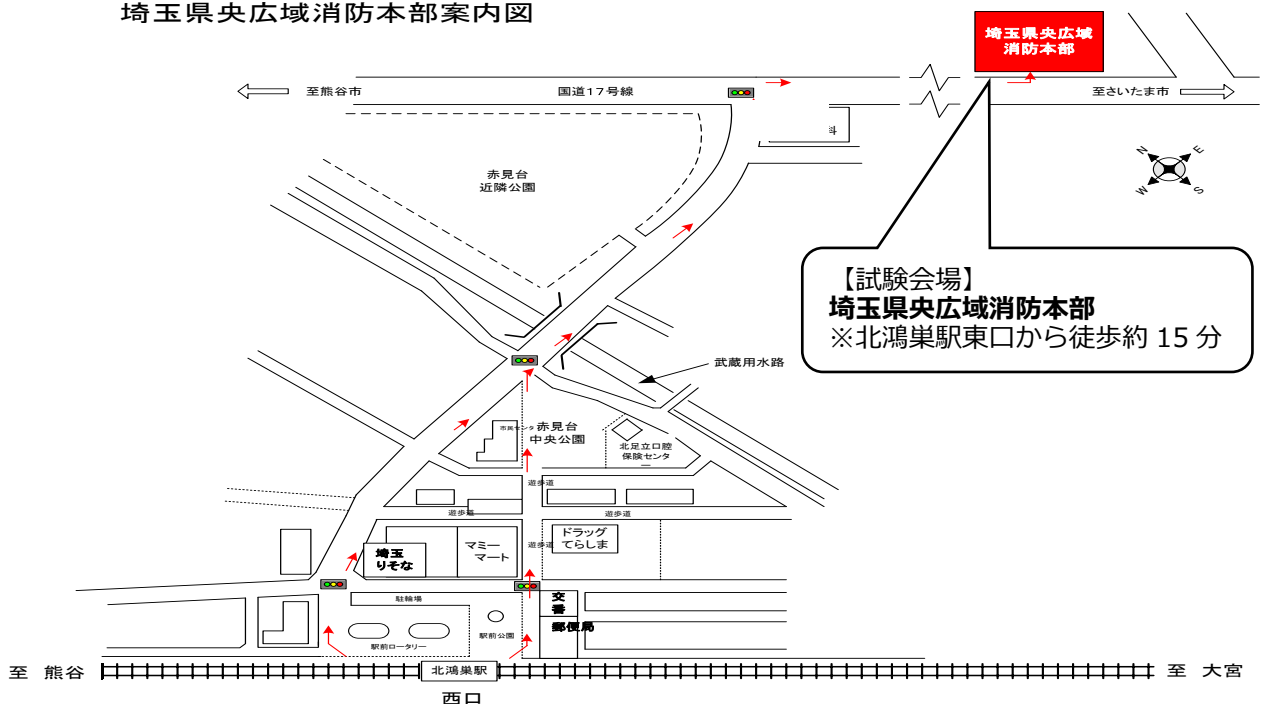 埼玉県央広域消防本部案内図
埼玉県央広域
消防本部
至熊谷市
国道17号線
至さいたま市
赤見台
近隣公園
N
E
W
S
【試験会場】
埼玉県央広域消防本部
※北鴻巣駅東口から徒歩約 15 分
武蔵用水路
市民センタ
赤見台
中央公園
北足立口腔
保険センタ
ー
遊歩道
遊歩道
遊歩道
ドラッグ
てらしま
埼玉
りそな
マミー
マート
遊歩道
駐輪場
交
番
郵便局
駅前公園
駅前ロータリー
至 熊谷
北鴻巣駅
至 大宮
西口